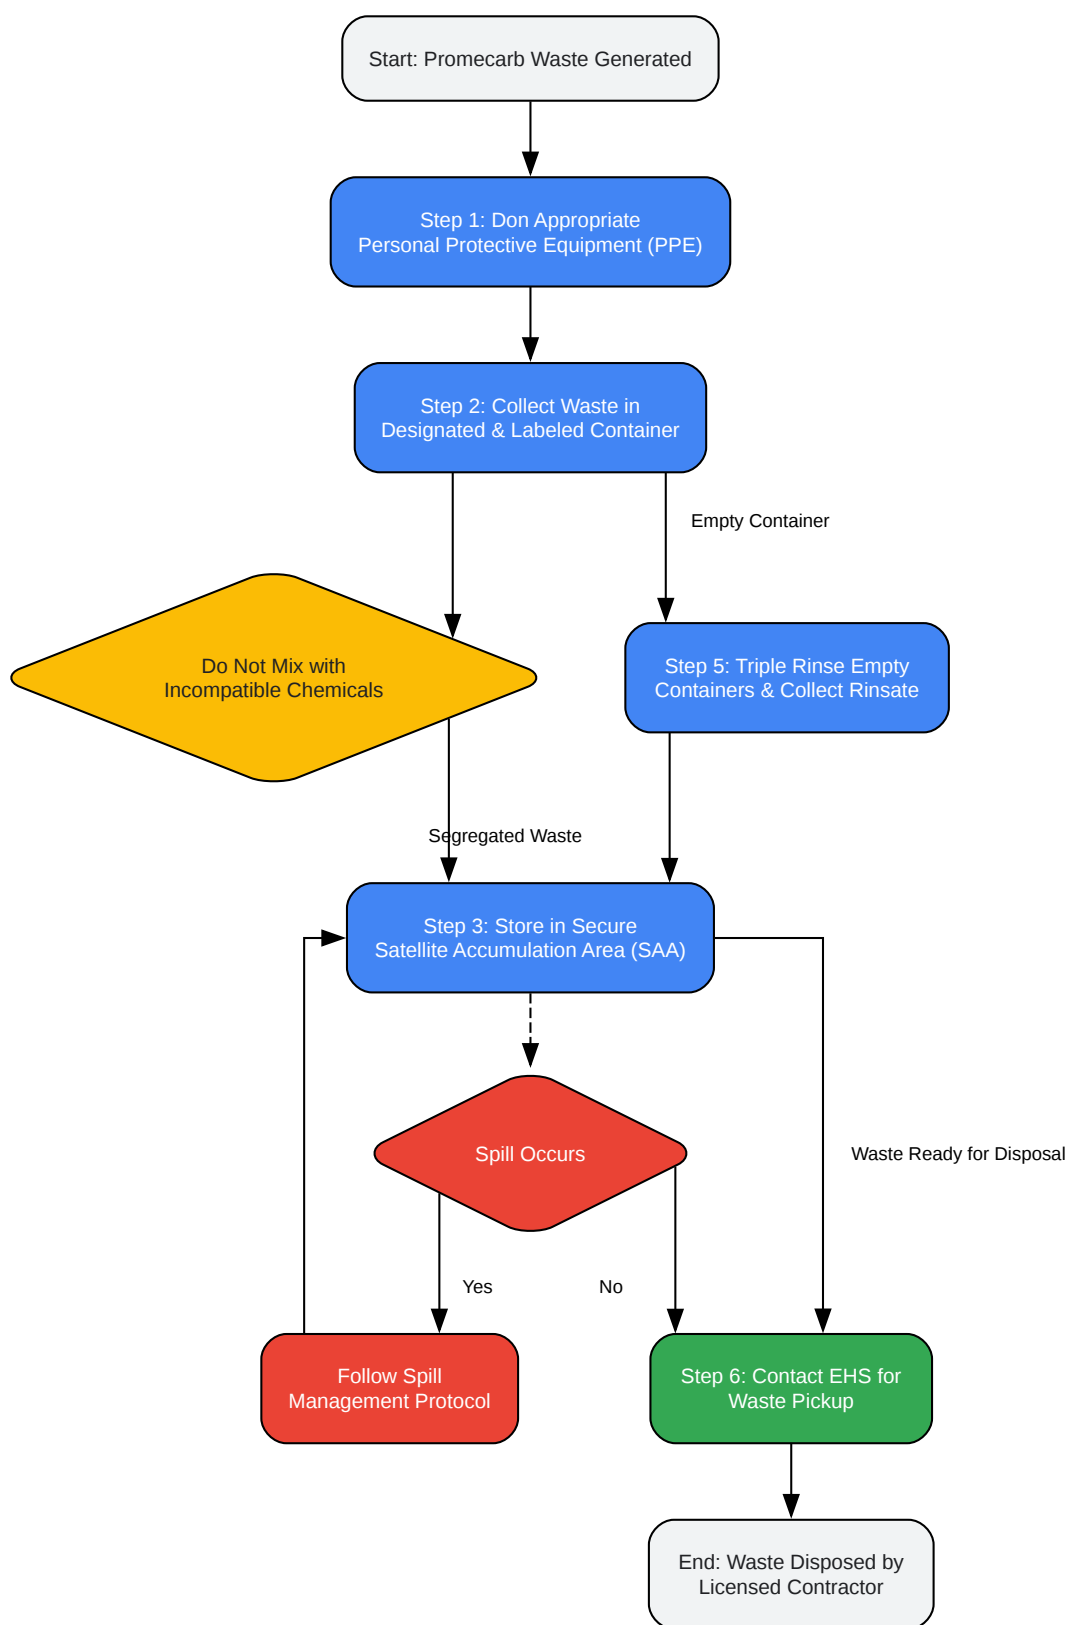 Start: Promecarb Waste Generated
Step 1: Don Appropriate
Personal Protective Equipment (PPE)
Step 2: Collect Waste in
Designated & Labeled Container
Empty Container
Do Not Mix with
Incompatible Chemicals
Step 5: Triple Rinse Empty
Containers & Collect Rinsate
Segregated Waste
Step 3: Store in Secure
Satellite Accumulation Area (SAA)
Spill Occurs
Waste Ready for Disposal
Yes
No
Follow Spill
Management Protocol
Step 6: Contact EHS for
Waste Pickup
End: Waste Disposed by
Licensed Contractor